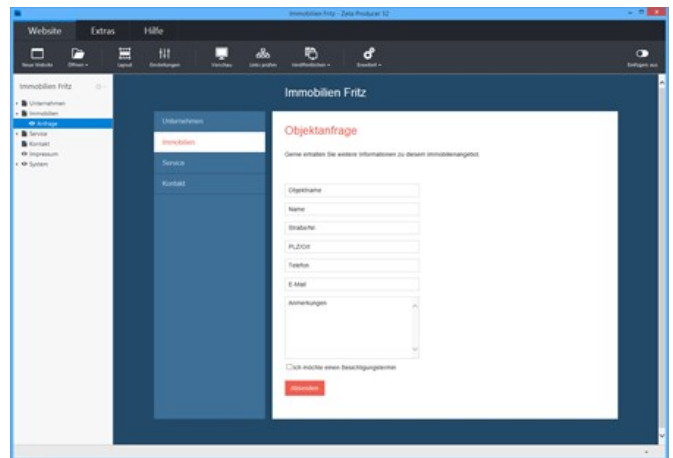 Immobilien Fritz - Zeta Producer 12
Website Extras Hilfe
Neue Website Öffnen Layout Einstellungen Vorschau Links prüfen Veröffentlichen Einfügen aus
Immobilien Fritz
Unternehmen
Immobilien
Anfrage
Service
Kontakt
Impressum
System
Immobilien Fritz
Unternehmen
Immobilien
Service
Kontakt
Objektanfrage
Gerne erhalten Sie weitere Informationen zu diesem Immobilienangebot.
Objektname
Name
Straße/Nr.
PLZ/Ort
Telefon
E-Mail
Anmerkungen
Ich möchte einen Besichtigungstermin
Absenden